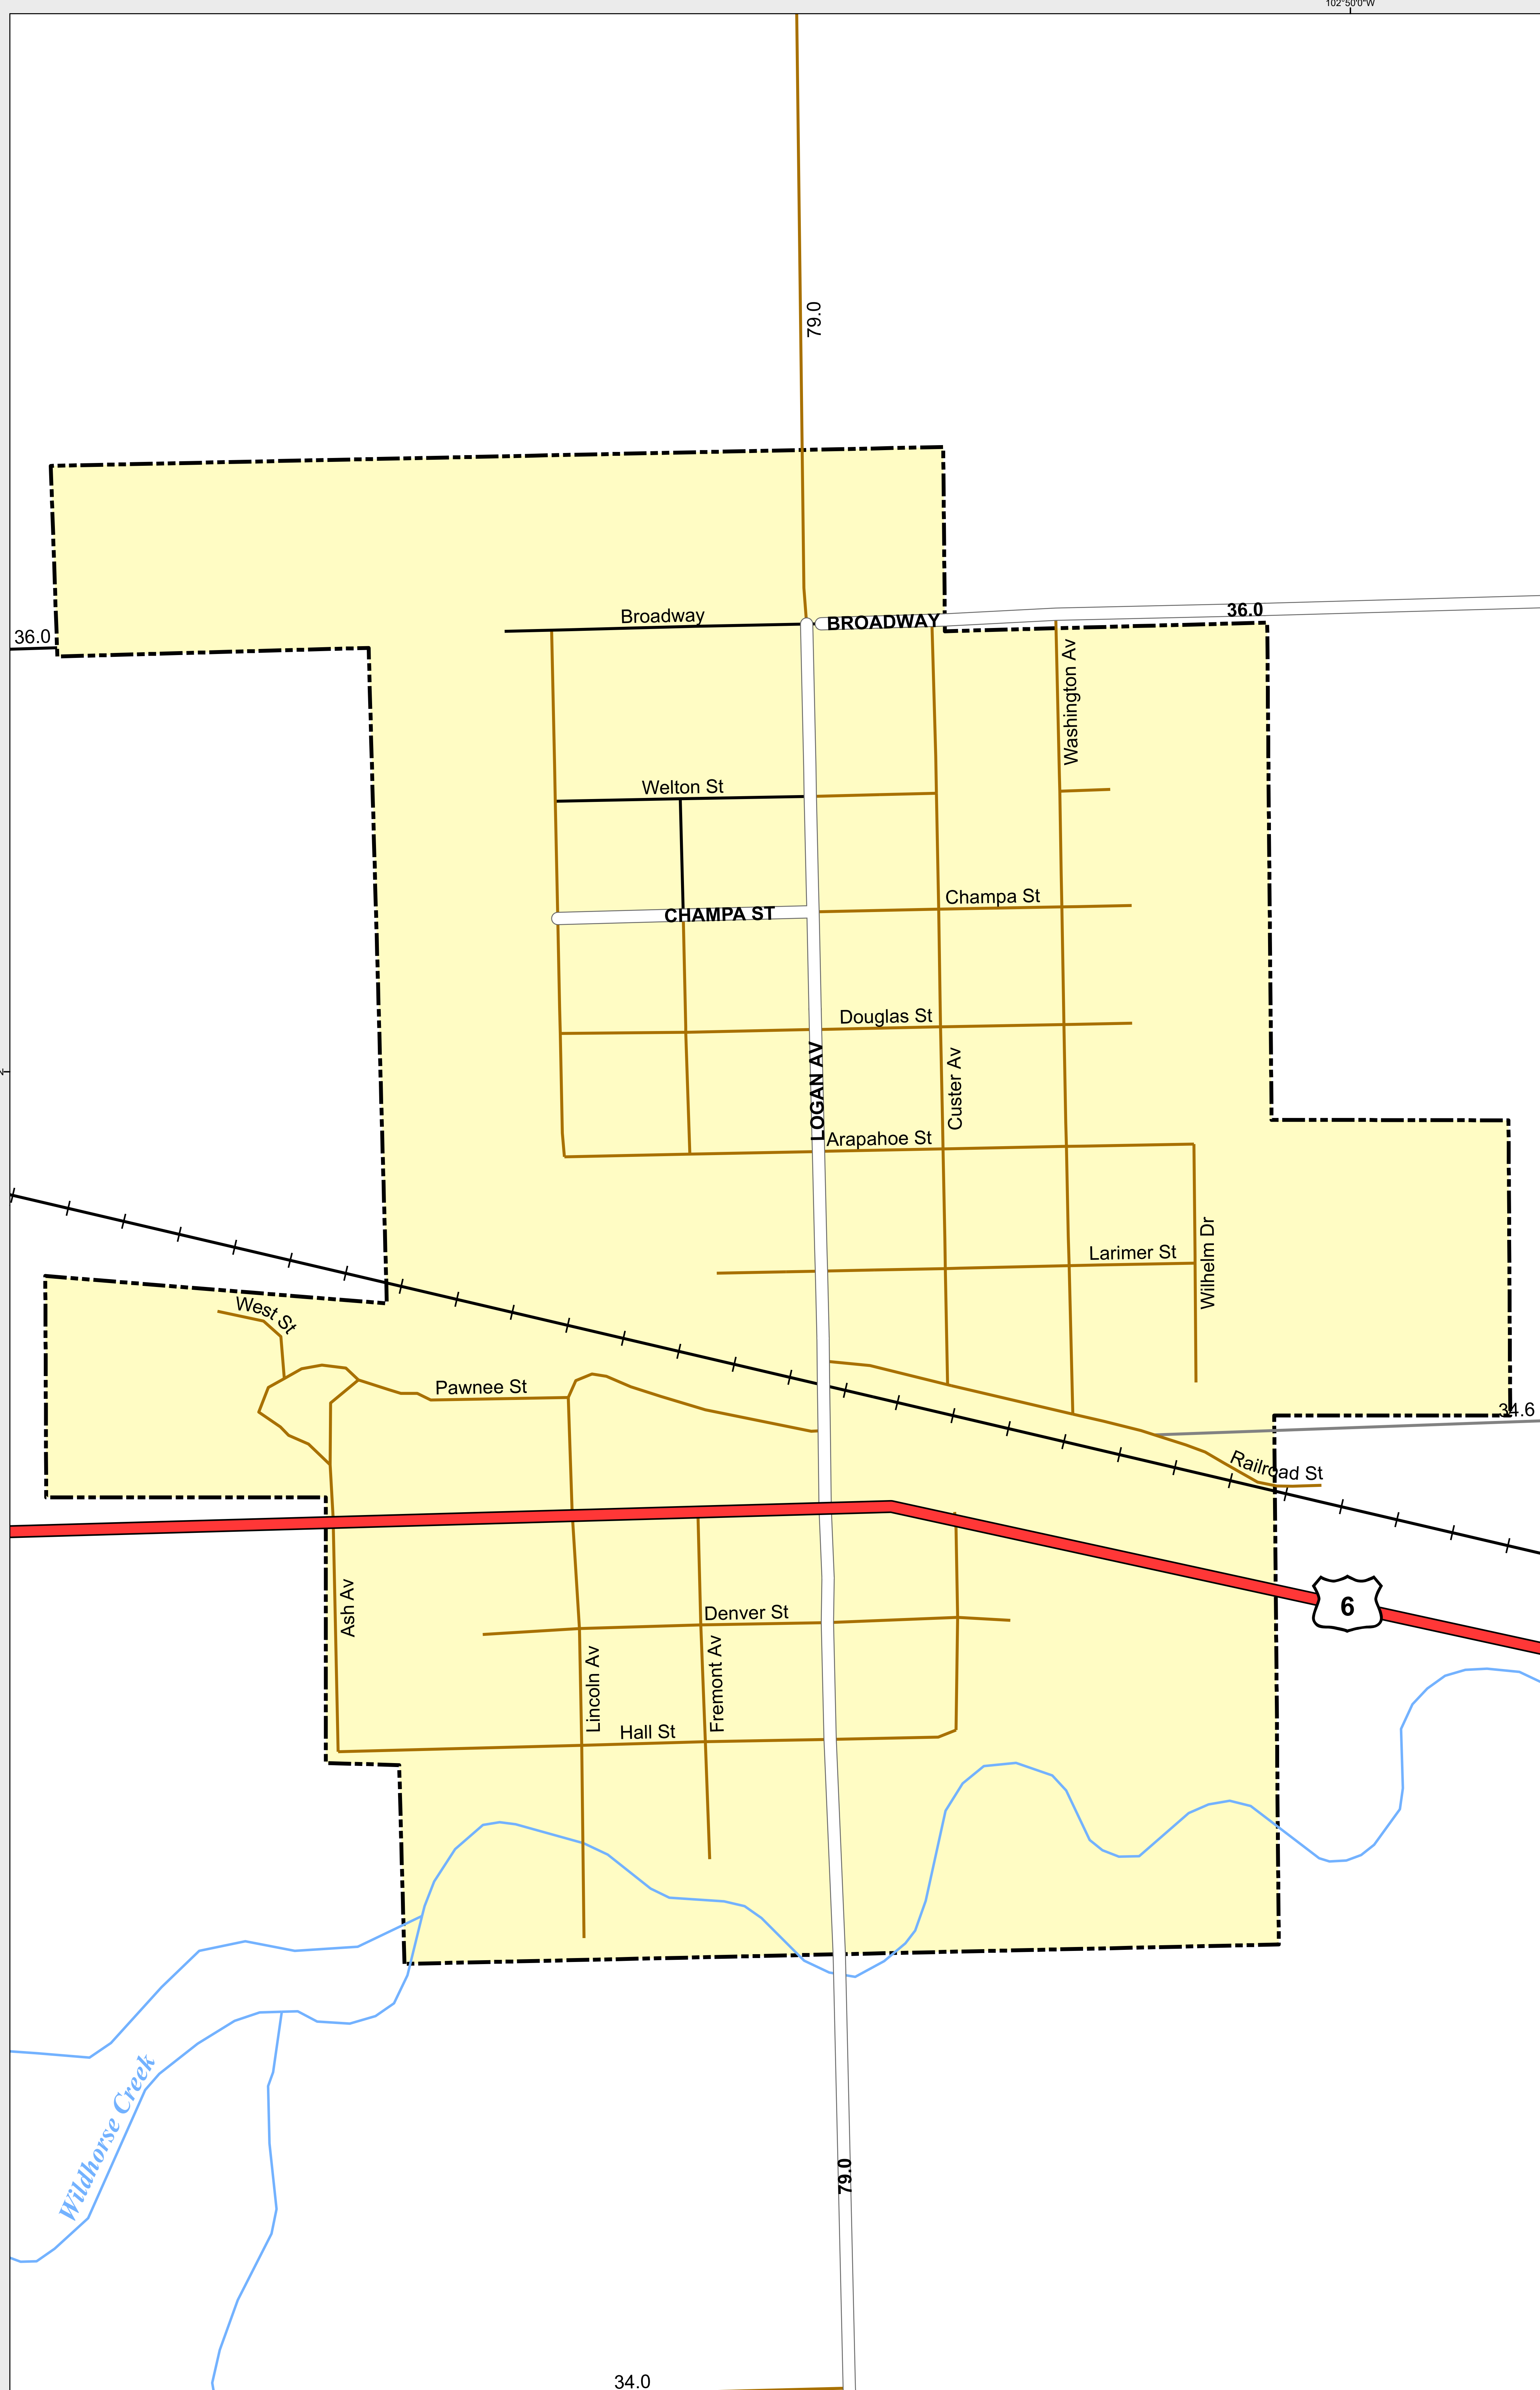 102°50'0"W
79.0
36.0
Broadway
BROADWAY
36.0
Washington Av
Welton St
CHAMPA ST
Champa St
Douglas St
LOGAN AV
Custer Av
Arapahoe St
Larimer St
Wilhelm Dr
West St
Pawnee St
34.6
Railroad St
6
Ash Av
Denver St
Lincoln Av
Fremont Av
Hall St
Wildhorse Creek
79.0
34.0